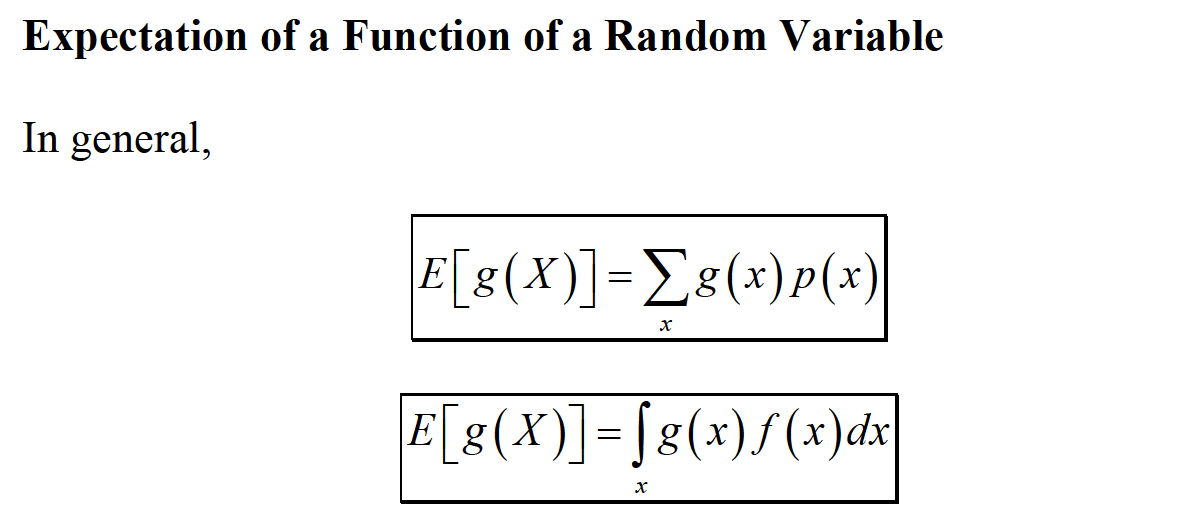 Expectation of a Function of a Random Variable
In general,
E[g(X)]=∑g(x)p(x)
x
E[g(X)]=∫g(x)f(x)dx
x